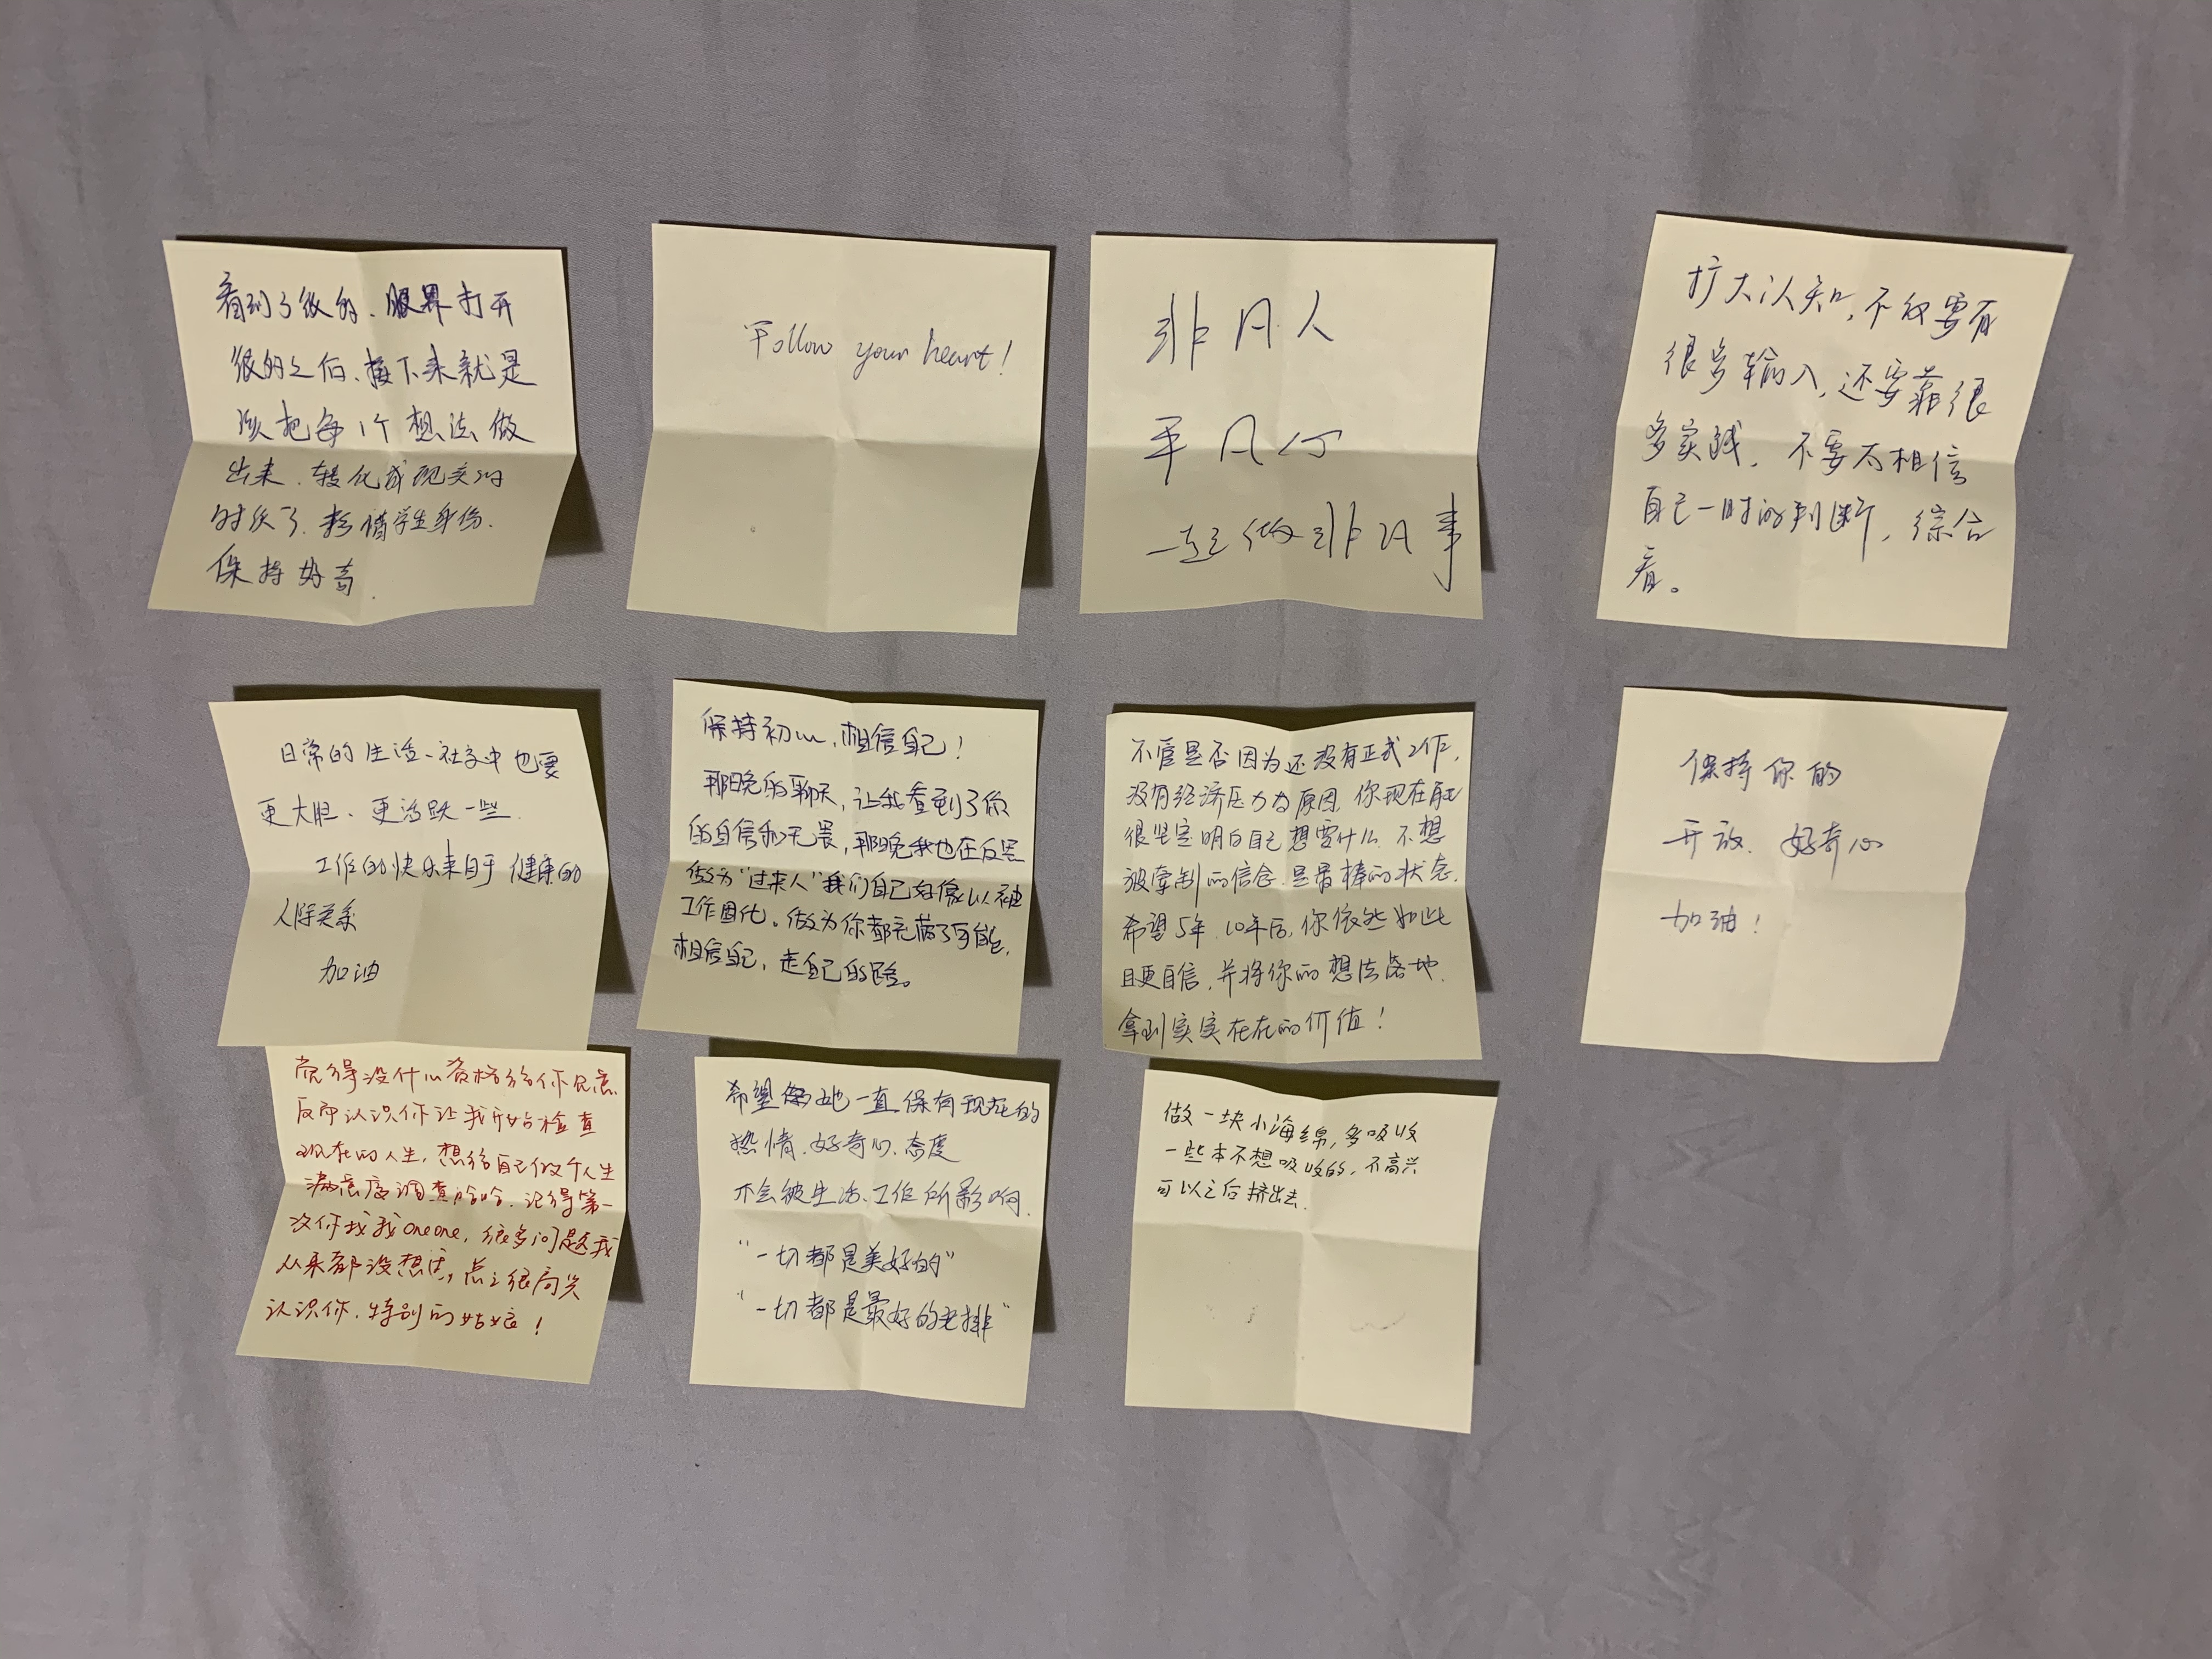 看到了很多、眼界打开
很多之后、接下来就是
该把每1个想法做
出来、转化成现实的
时候了、珍惜学生身份、
保持好奇.
Follow your heart!
非凡人
平凡心
一起做非凡事
扩大认知,不仅要有
很多输入,还要靠很
多实践,不要太相信
自己一时的判断,综合
看。
日常的生活、社交中也要
更大胆、更活跃一些.
工作的快乐来自于健康的
人际关系
加油
保持初心,相信自己!
那晚的聊天,让我看到了你
的自信和无畏,那晚我也在反思
做为“过来人”我们自己好像以被
工作固化。做为你都充满了可能,
相信自己,走自己的路。
不管是否因为还没有正式工作,
没有经济压力为原因,你现在能
很坚定明白自己想要什么、不想
被牵制的信念、是最棒的状态,
希望5年、10年后,你依然如此
且更自信,并将你的想法落地.
拿到实实在在的价值!
保持你的
开放、好奇心
加油!
觉得没什么资格给你反馈
反而认识你让我开始检查
现在的人生,想给自己做个人生
满意度调查哈哈.记得第一
次你找我oneone,很多问题我
从来都没想过,总之很高兴
认识你,特别的姑娘!
希望 她一直保有现在的
热情、好奇心、态度
不会被生活、工作所影响.
“一切都是美好的”
“一切都是最好的安排”
做一块小海绵,多吸收
一些本不想吸收的,不高兴
可以之后挤出去.